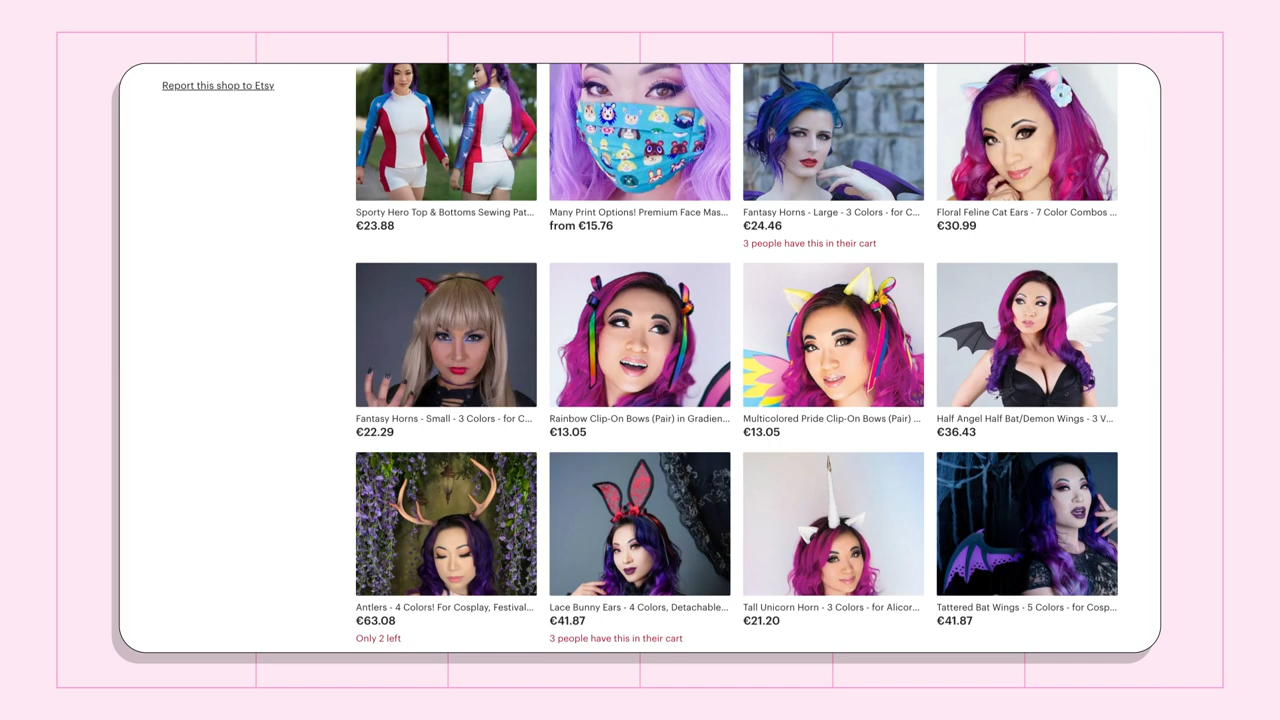 Report this shop to Etsy
Sporty Hero Top & Bottoms Sewing Pat...
€23.88
Many Print Options! Premium Face Mas...
from €15.76
Fantasy Horns - Large - 3 Colors - for C...
€24.46
3 people have this in their cart
Floral Feline Cat Ears - 7 Color Combos ...
€30.99
Fantasy Horns - Small - 3 Colors - for C...
€22.29
Rainbow Clip-On Bows (Pair) in Gradien...
€13.05
Multicolored Pride Clip-On Bows (Pair) ...
€13.05
Half Angel Half Bat/Demon Wings - 3 V...
€36.43
Antlers - 4 Colors! For Cosplay, Festival...
€63.08
Only 2 left
Lace Bunny Ears - 4 Colors, Detachable...
€41.87
3 people have this in their cart
Tall Unicorn Horn - 3 Colors - for Alicor...
€21.20
Tattered Bat Wings - 5 Colors - for Cosp...
€41.87